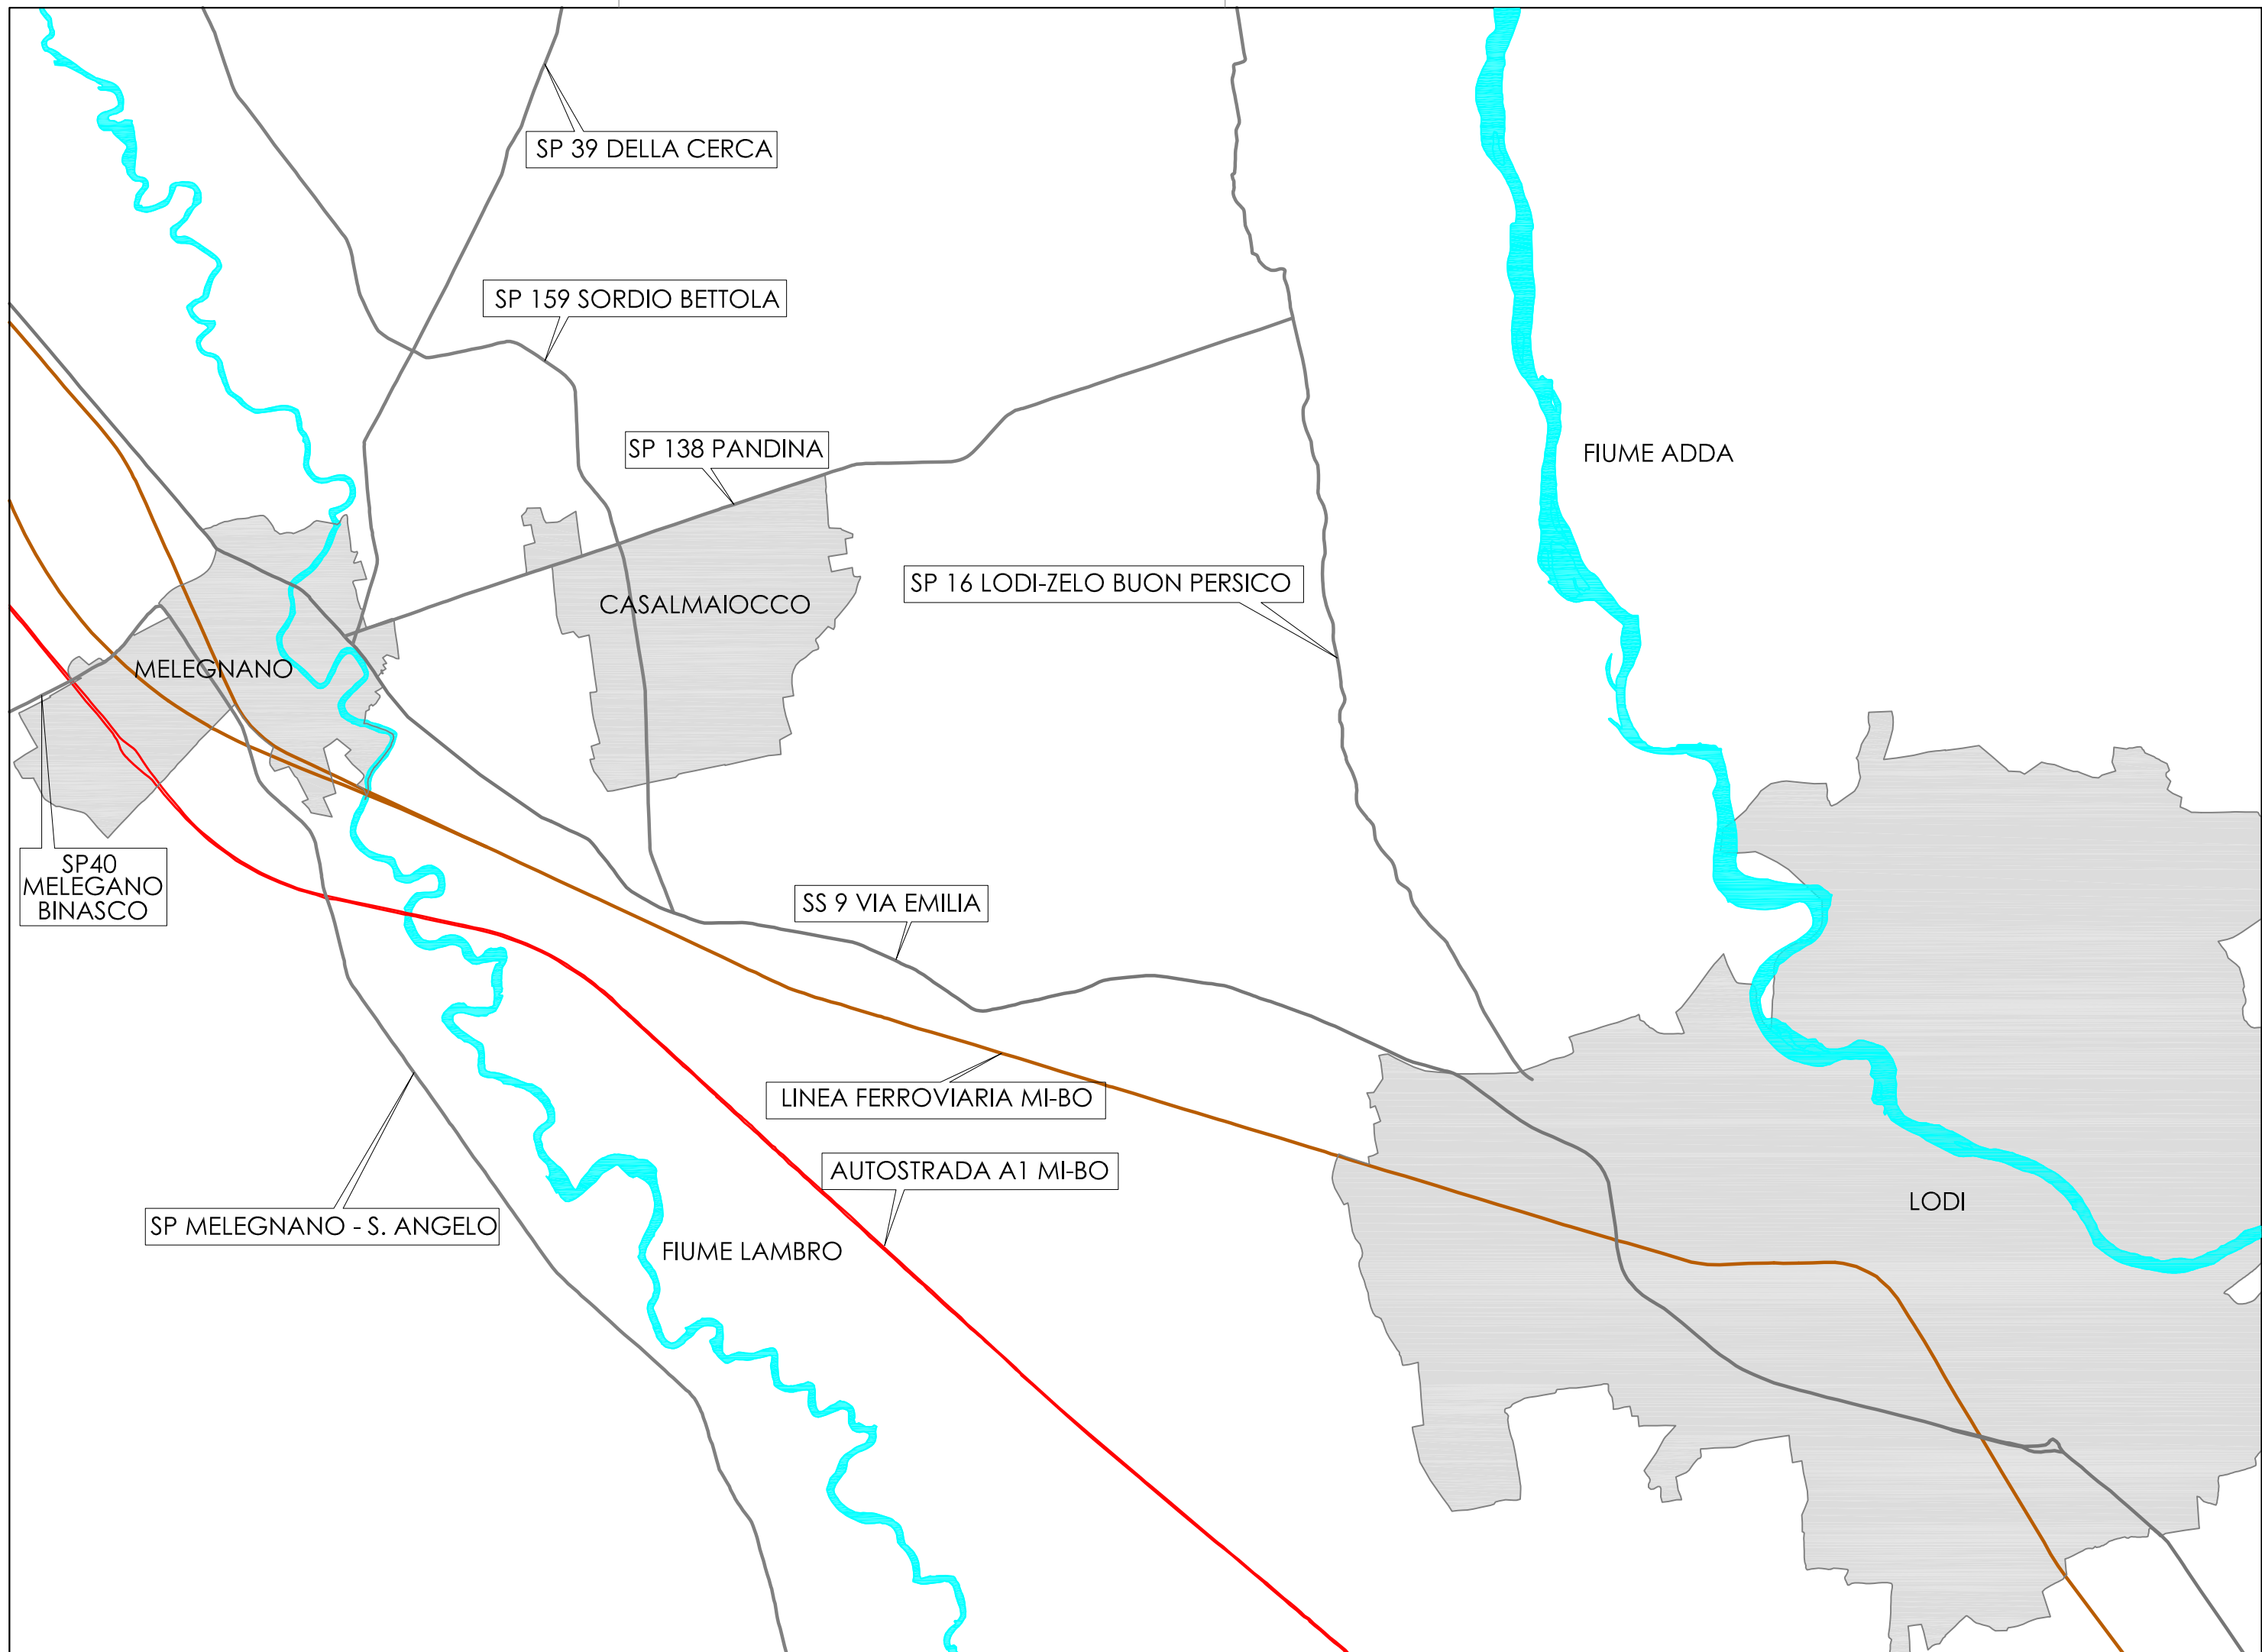 SP 39 DELLA CERCA
SP 159 SORDIO BETTOLA
SP 138 PANDINA
FIUME ADDA
SP 16 LODI-ZELO BUON PERSICO
CASALMAIOCCO
MELEGNANO
SP40
MELEGANO
BINASCO
SS 9 VIA EMILIA
LINEA FERROVIARIA MI-BO
AUTOSTRADA A1 MI-BO
LODI
SP MELEGNANO - S. ANGELO
FIUME LAMBRO